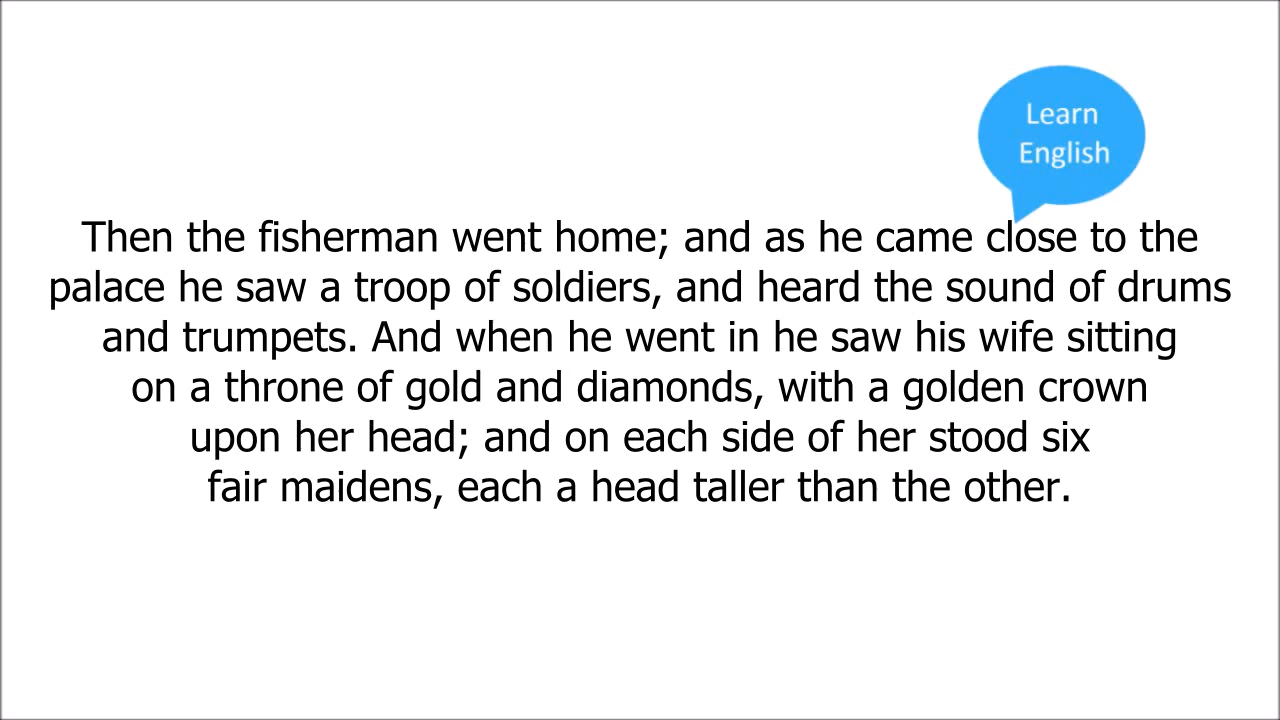 Learn
English
Then the fisherman went home; and as he came close to the
palace he saw a troop of soldiers, and heard the sound of drums
and trumpets. And when he went in he saw his wife sitting
on a throne of gold and diamonds, with a golden crown
upon her head; and on each side of her stood six
fair maidens, each a head taller than the other.